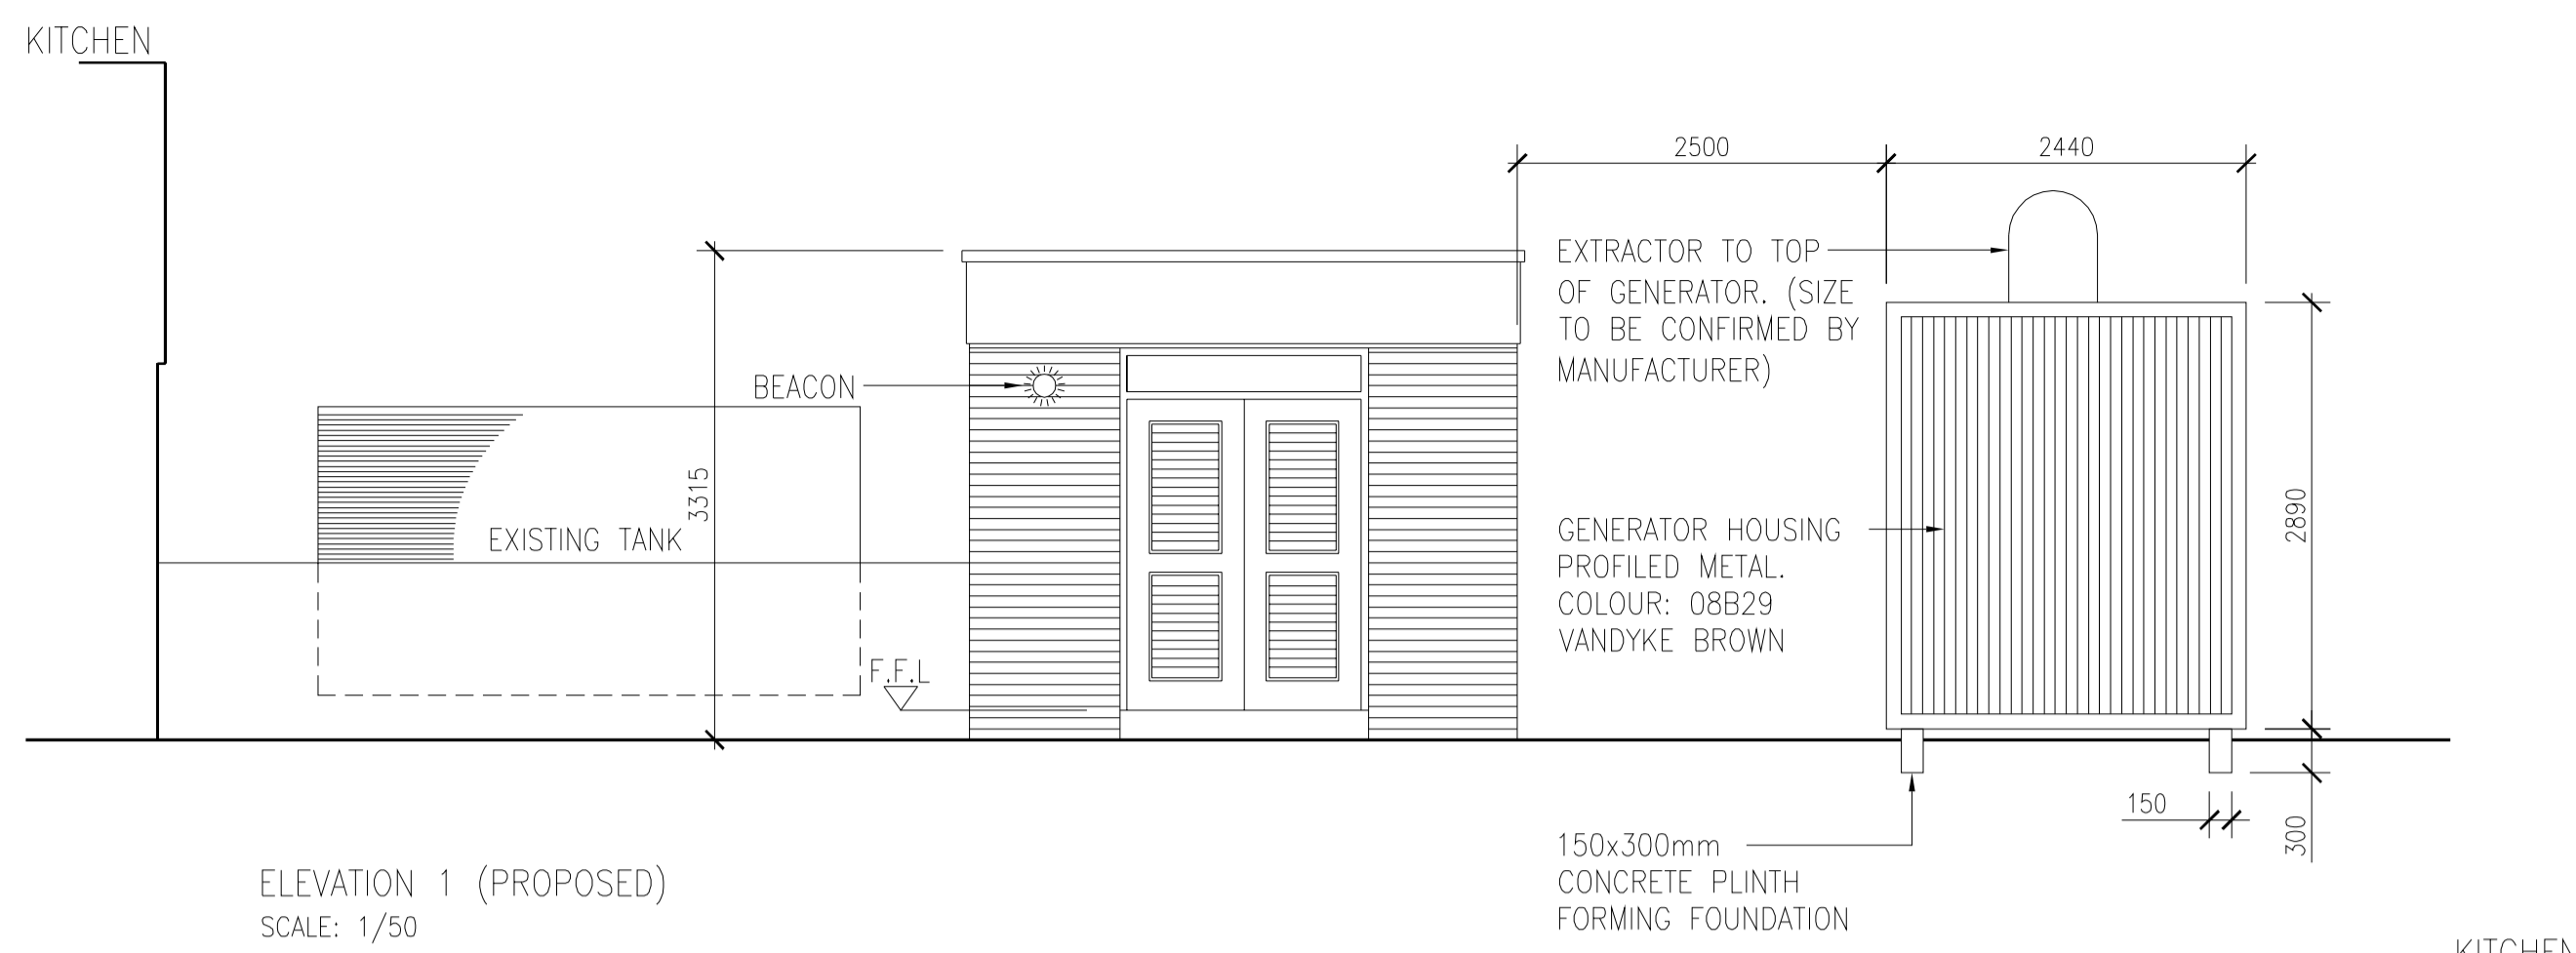 KITCHEN
2500
2440
EXTRACTOR TO TOP
OF GENERATOR. (SIZE
TO BE CONFIRMED BY
MANUFACTURER)
BEACON
3315
EXISTING TANK
2890
GENERATOR HOUSING
PROFILED METAL.
COLOUR: 08B29
VANDYKE BROWN
F.F.L
150
300
150x300mm
CONCRETE PLINTH
FORMING FOUNDATION
ELEVATION 1 (PROPOSED)
SCALE: 1/50
KITCHEN